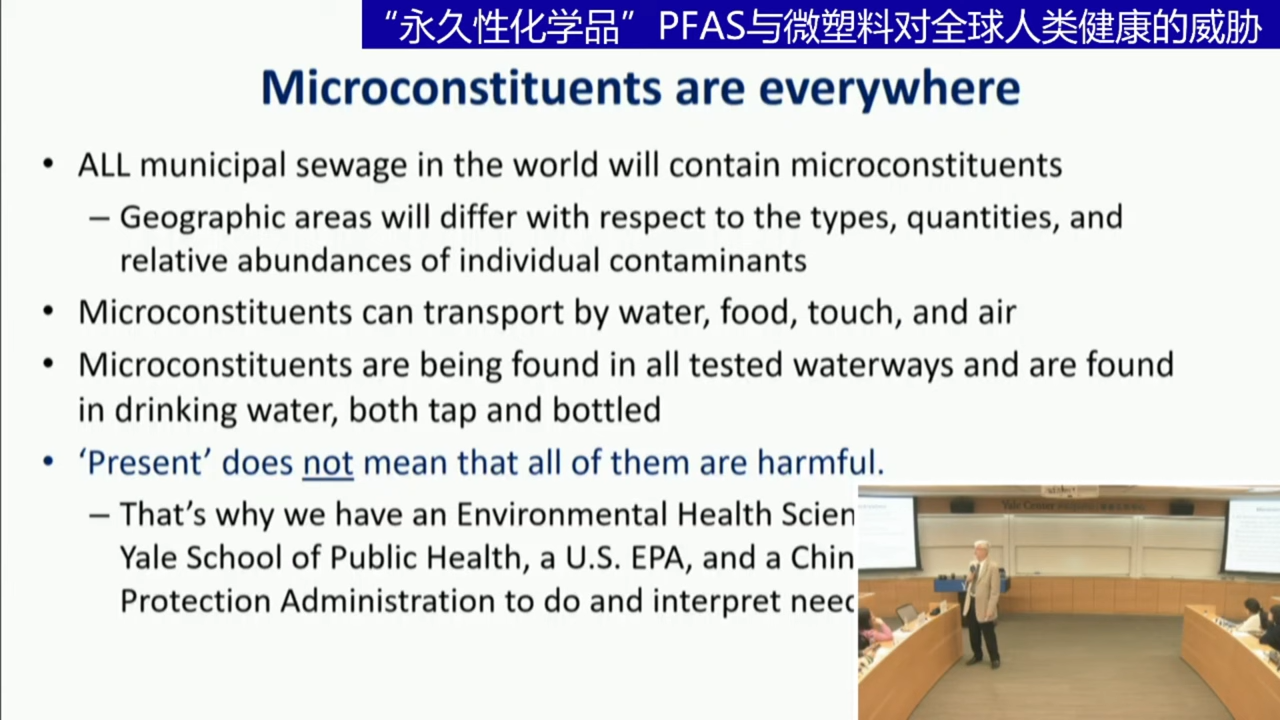 “永久性化学品” PFAS与微塑料对全球人类健康的威胁
Microconstituents are everywhere
• ALL municipal sewage in the world will contain microconstituents
– Geographic areas will differ with respect to the types, quantities, and
relative abundances of individual contaminants
• Microconstituents can transport by water, food, touch, and air
• Microconstituents are being found in all tested waterways and are found
in drinking water, both tap and bottled
• ‘Present’ does not mean that all of them are harmful.
– That’s why we have an Environmental Health Scien
Yale School of Public Health, a U.S. EPA, and a Chin
Protection Administration to do and interpret need
Yale Center